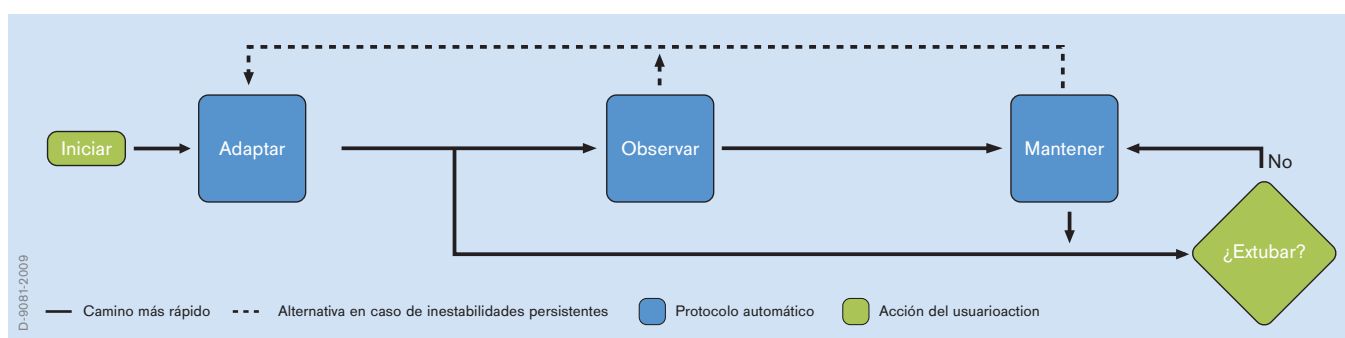 Iniciar
Adaptar
Observar
Mantener
No
¿Extubar?
D-9081-2009
Camino más rápido
Alternativa en caso de inestabilidades persistentes
Protocolo automático
Acción del usuarioaction